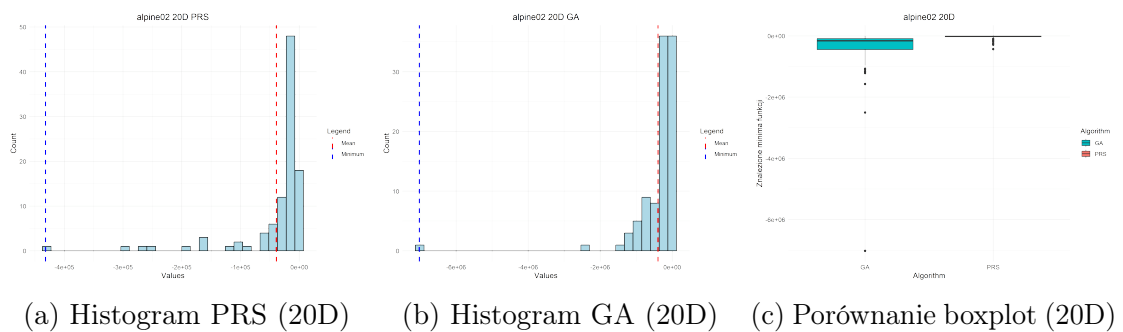 alpine02 20D PRS
50
40
30
20
10
0
Count
-4e+05
-3e+05
-2e+05
-1e+05
0e+00
Values
Legend
Mean
Minimum
alpine02 20D GA
30
20
10
0
Count
-6e+06
-4e+06
-2e+06
0e+00
Values
Legend
Mean
Minimum
alpine02 20D
0e+00
-2e+06
-4e+06
-6e+06
Znalezione minima funkcji
GA
PRS
Algorithm
Algorithm
GA
PRS
(a) Histogram PRS (20D)
(b) Histogram GA (20D)
(c) Porównanie boxplot (20D)